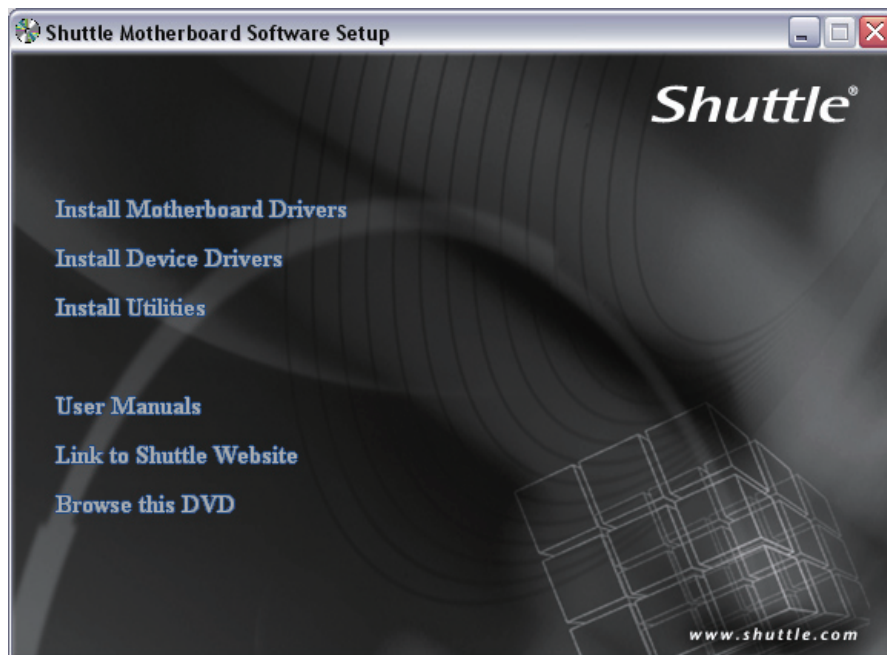 Shuttle Motherboard Software Setup
Shuttle®
Install Motherboard Drivers
Install Device Drivers
Install Utilities
User Manuals
Link to Shuttle Website
Browse this DVD
www.shuttle.com